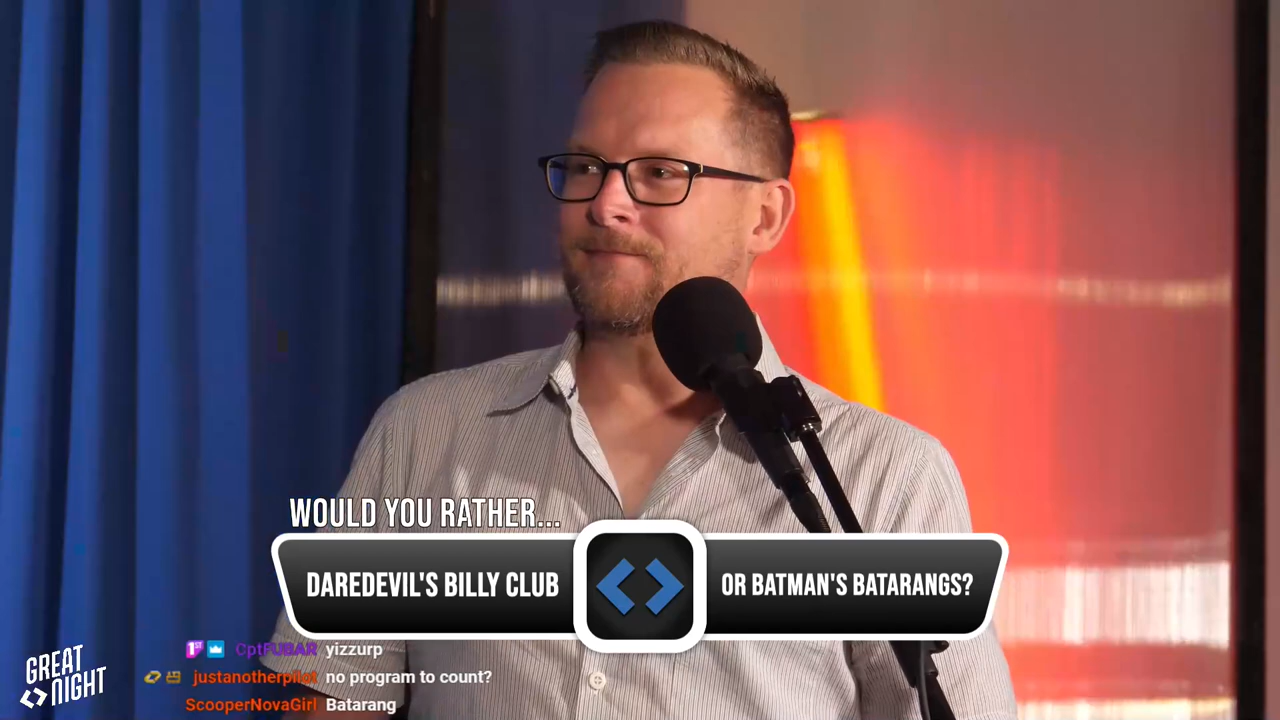 WOULD YOU RATHER...
DAREDEVIL'S BILLY CLUB
OR BATMAN'S BATARANGS?
CptFUBAR yizzurp
justanotherpilot no program to count?
ScooperNovaGirl Batarang
GREAT
NIGHT